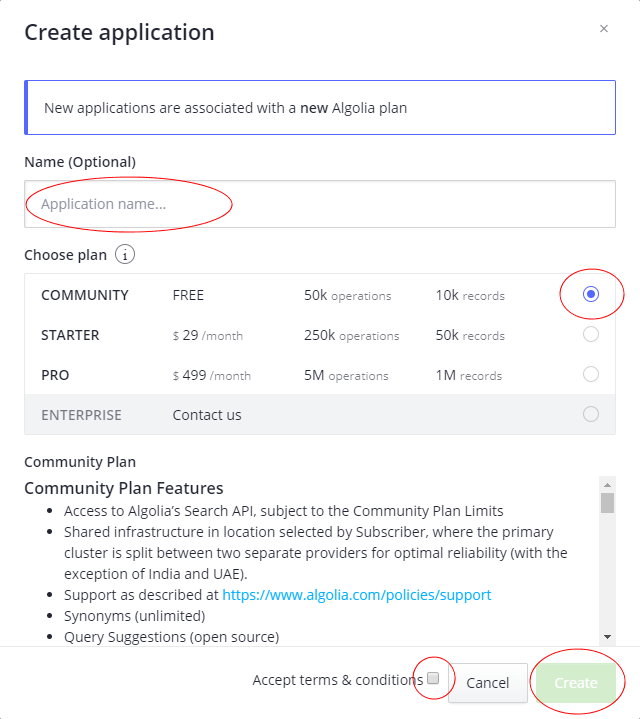 Create application ×
New applications are associated with a new Algolia plan
Name (Optional)
Application name...
Choose plan i
COMMUNITY FREE 50k operations 10k records
STARTER $ 29 /month 250k operations 50k records
PRO $ 499 /month 5M operations 1M records
ENTERPRISE Contact us
Community Plan
Community Plan Features
• Access to Algolia's Search API, subject to the Community Plan Limits
• Shared infrastructure in location selected by Subscriber, where the primary
cluster is split between two separate providers for optimal reliability (with the
exception of India and UAE).
• Support as described at https://www.algolia.com/policies/support
• Synonyms (unlimited)
• Query Suggestions (open source)
Accept terms & conditions Cancel Create